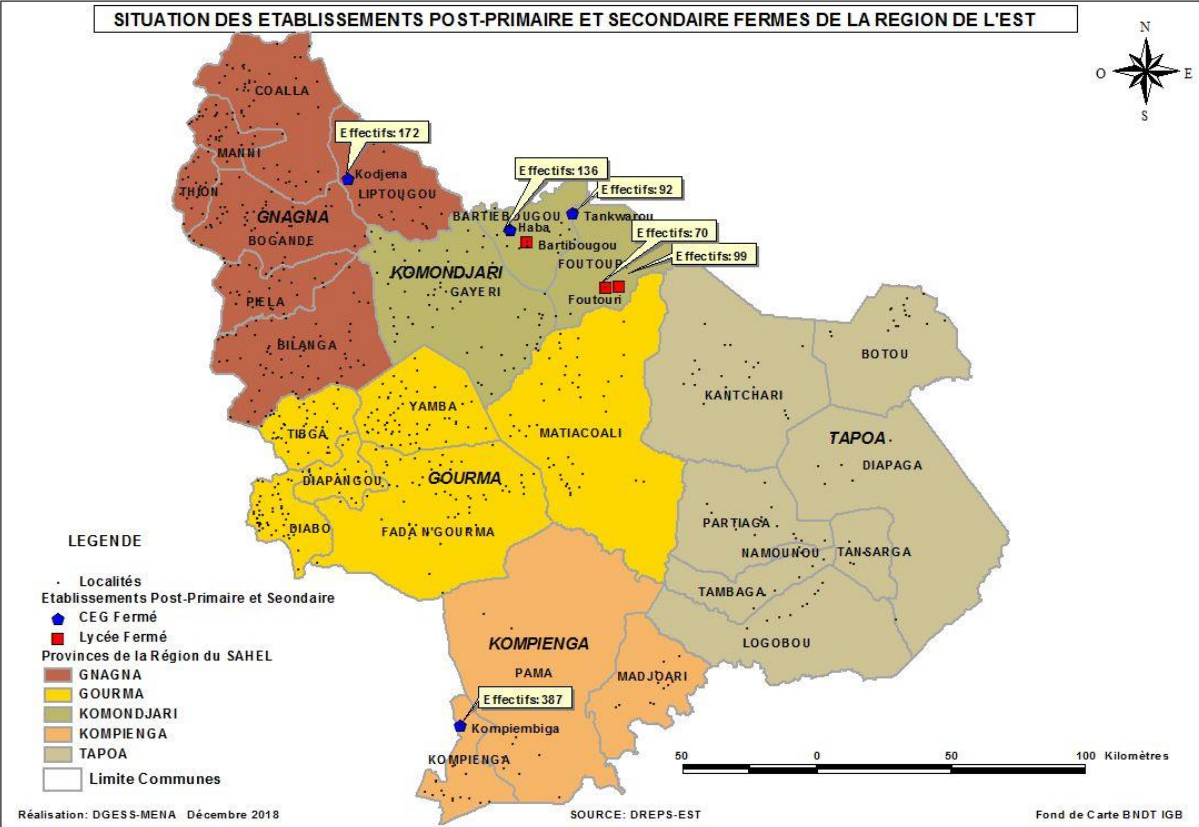 SITUATION DES ETABLISSEMENTS POST-PRIMAIRE ET SECONDAIRE FERMES DE LA REGION DE L'EST
N
O
E
S
COALLA
Effectifs:172
MANNI
Kodjena
THION
LIPTOUGOU
GNAGNA
BOGANDE
PIELA
BILANGA
Effectifs:136
Effectifs:92
BARTIEBOUGOU
Tankwarou
Haba
Effectifs:70
Bartibougou
Effectifs:99
FOUTOURI
KOMONDJARI
GAYERI
Foutouri
BOTOU
KANTCHARI
YAMBA
MATIACOALI
TIBGA
TAPOA
DIAPAGA
DIAPANGOU
GOURMA
DIABO
FADA N'GOURMA
PARTIAGA
NAMOUNOU
TANSARGA
TAMBAGA
LOGOBOU
KOMPIENGA
PAMA
MADJOARI
Effectifs:387
Kompiembiga
KOMPIENGA
LEGENDE
Localités
Etablissements Post-Primaire et Seondaire
CEG Fermé
Lycée Fermé
Provinces de la Région du SAHEL
GNAGNA
GOURMA
KOMONDJARI
KOMPIENGA
TAPOA
Limite Communes
50 0 50 100 Kilomètres
Réalisation: DGESS-MENA Décembre 2018
SOURCE: DREPS-EST
Fond de Carte BNDT IGB